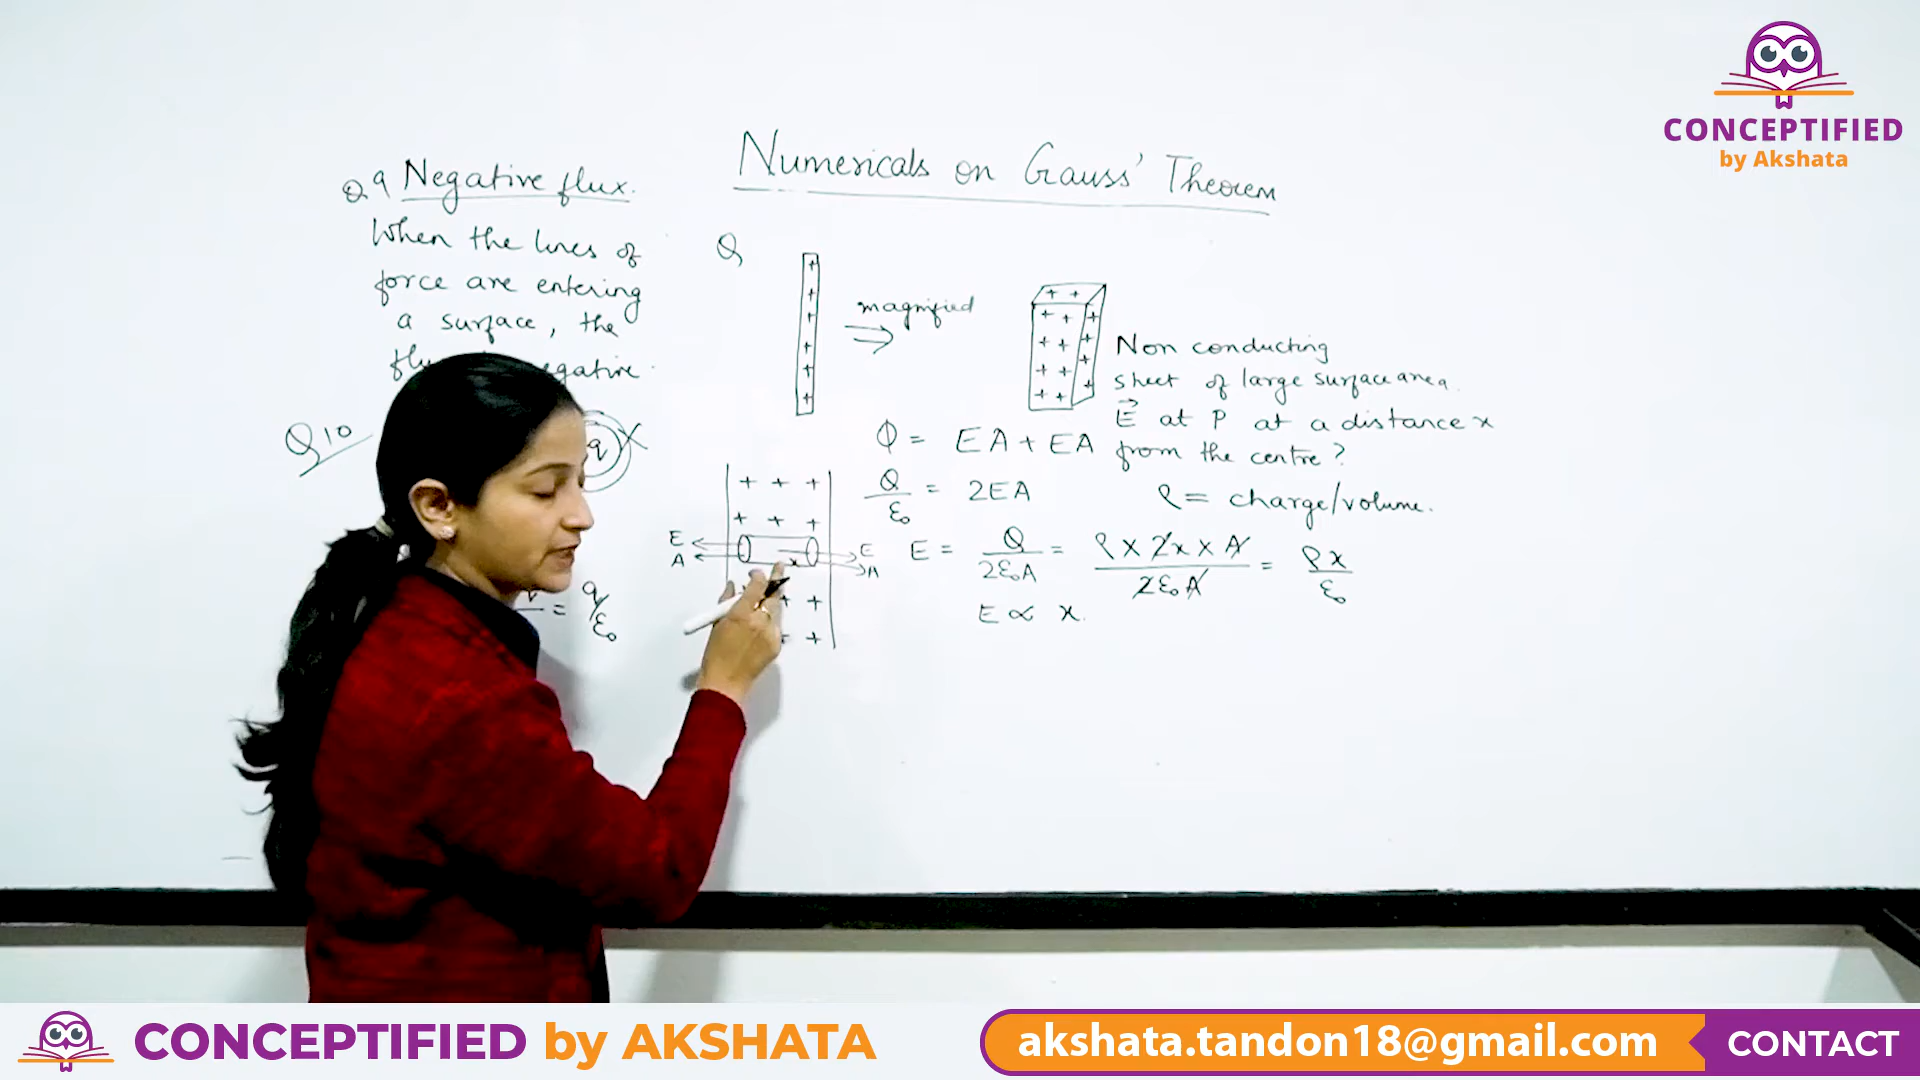 CONCEPTIFIED
by Akshata
Numericals on Gauss' Theorem
Q 9 Negative flux.
When the lines of
force are entering
a surface, the
negative.
Q 10
q
= q/ε₀
Q
magnified
Non conducting
sheet of large surface area.
E⃗ at P at a distance x
from the centre?
ρ = charge/volume.
ϕ = EA + EA
Q/ε₀ = 2EA
E = Q/2ε₀A = ρ × 2x × A/2ε₀A = ρx/ε₀
E ∝ x.
E
A
x
E
A
CONCEPTIFIED by AKSHATA
akshata.tandon18@gmail.com
CONTACT